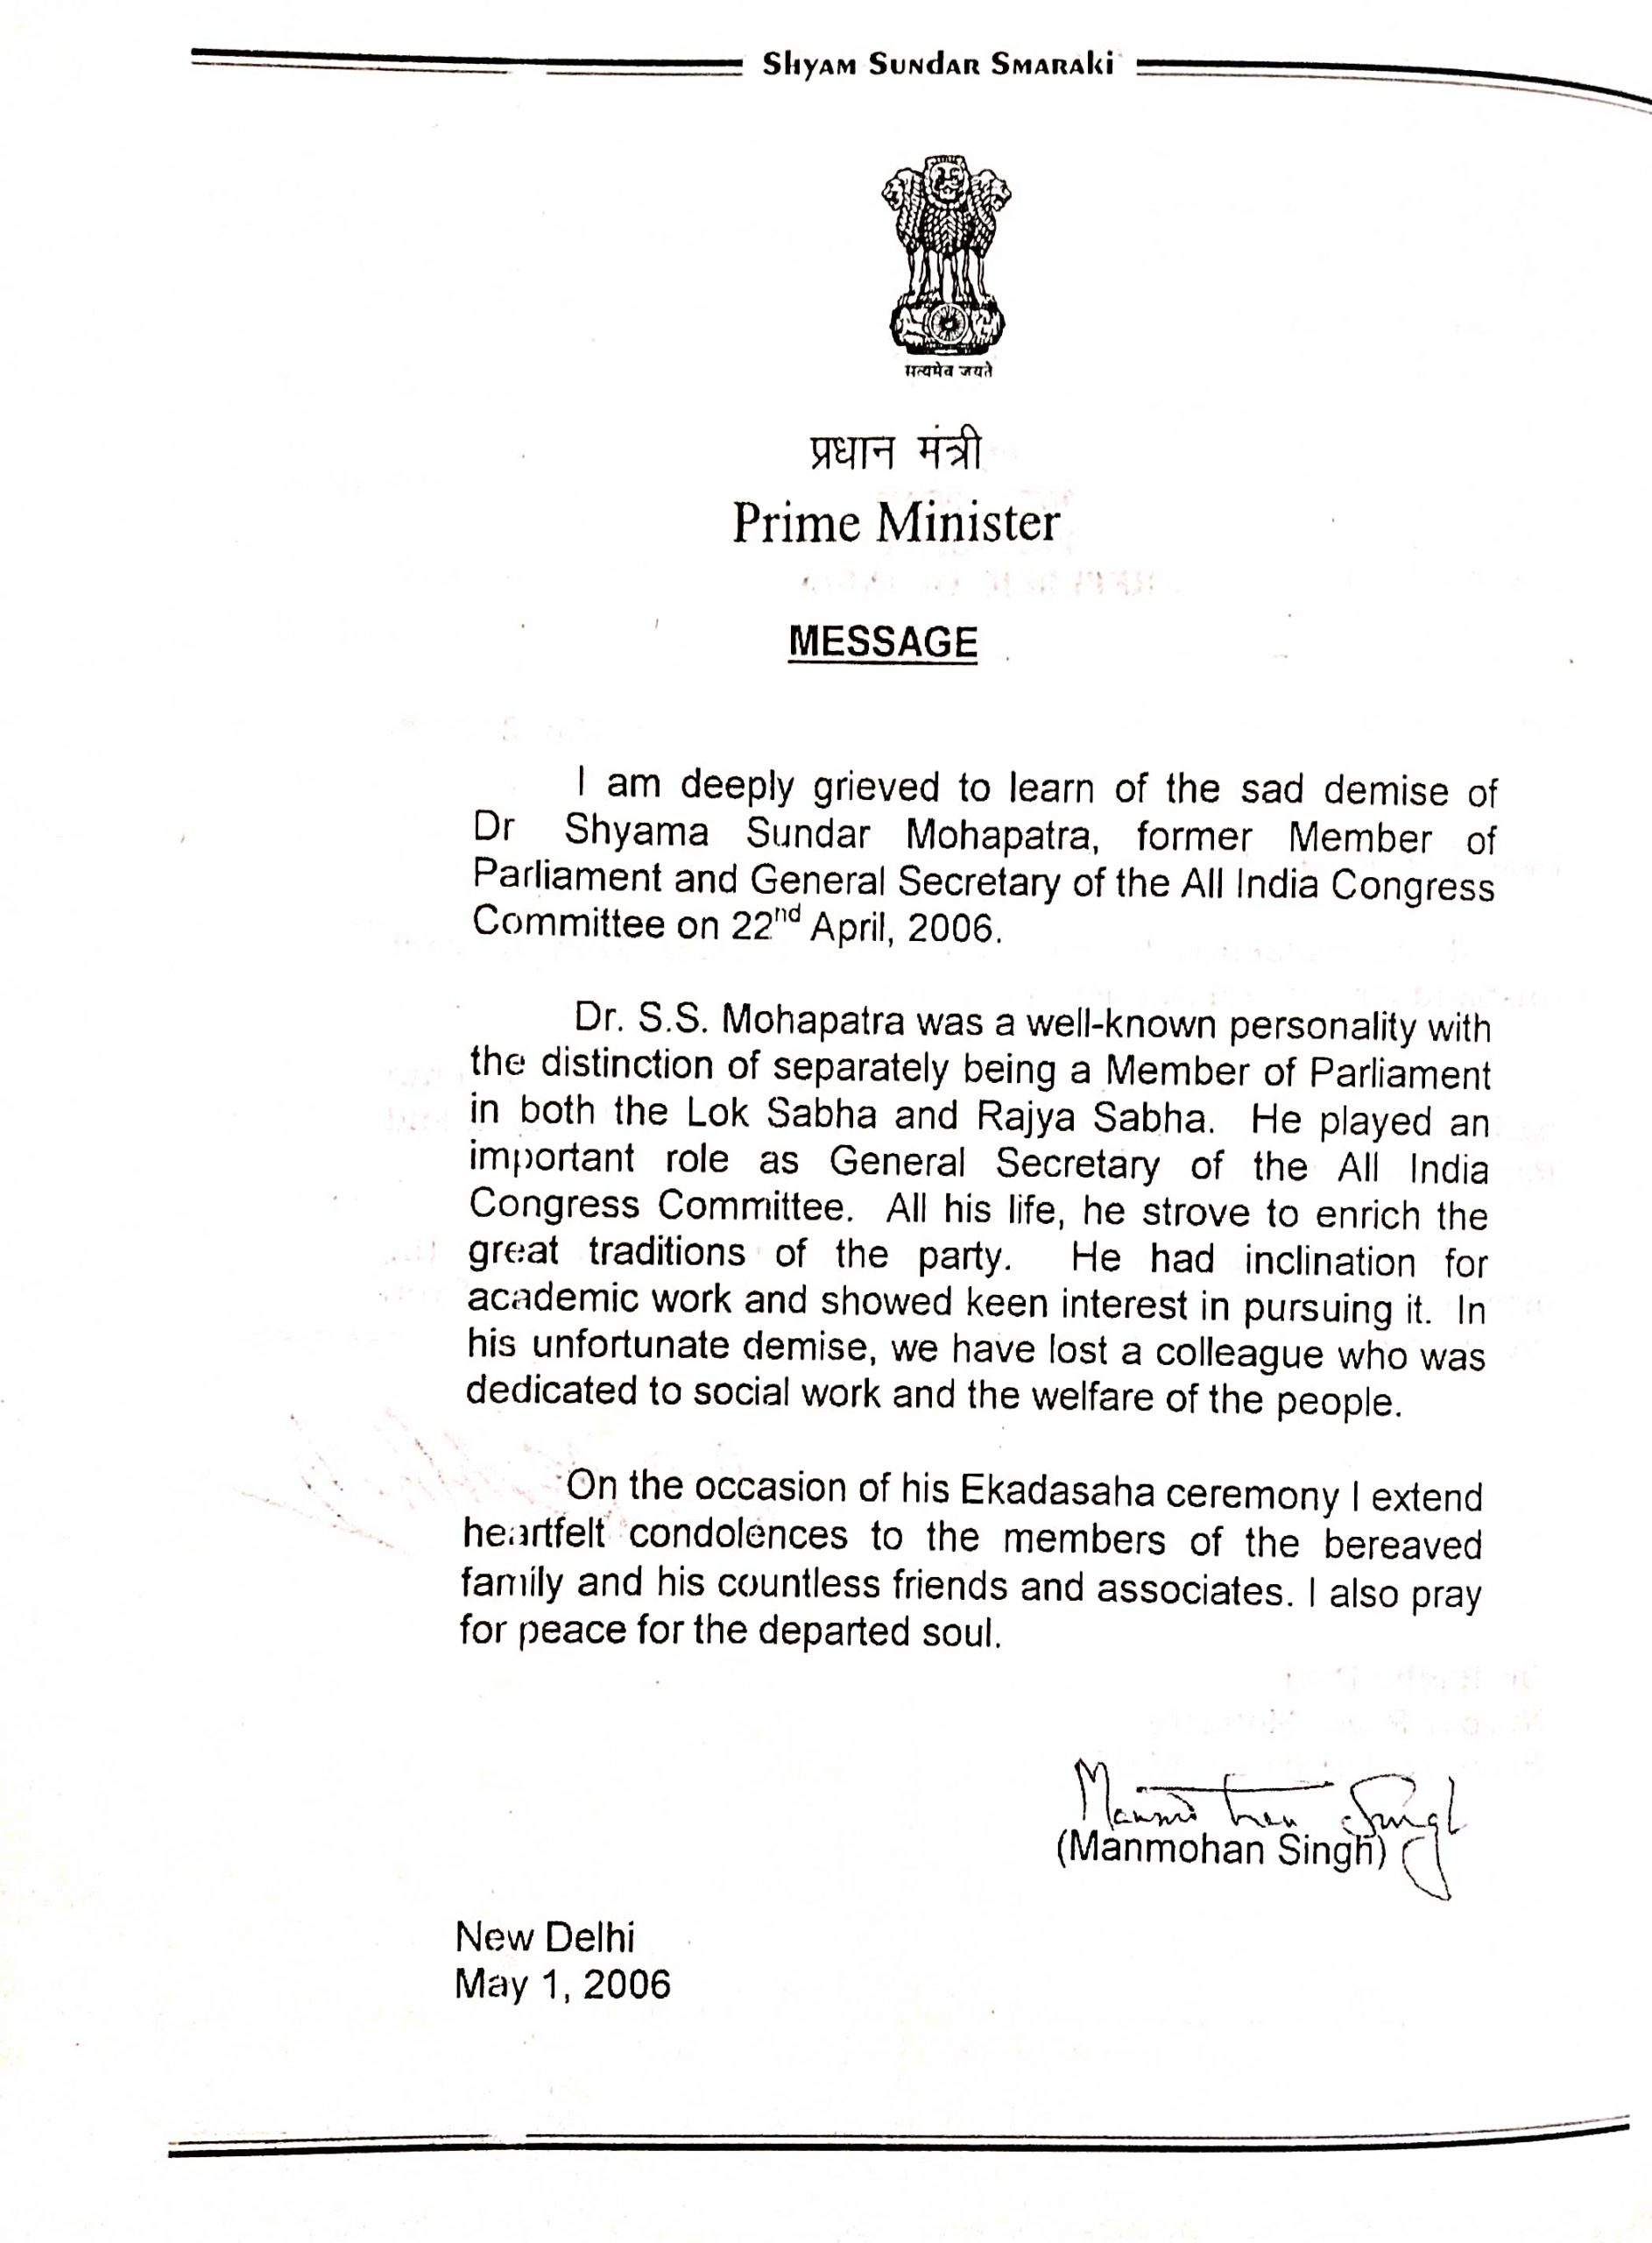 Shyam Sundar Smaraki
सत्यमेव जयते
प्रधान मंत्री
Prime Minister
MESSAGE
I am deeply grieved to learn of the sad demise of
Dr Shyama Sundar Mohapatra, former Member of
Parliament and General Secretary of the All India Congress
Committee on 22nd April, 2006.
Dr. S.S. Mohapatra was a well-known personality with
the distinction of separately being a Member of Parliament
in both the Lok Sabha and Rajya Sabha. He played an
important role as General Secretary of the All India
Congress Committee. All his life, he strove to enrich the
great traditions of the party. He had inclination for
academic work and showed keen interest in pursuing it. In
his unfortunate demise, we have lost a colleague who was
dedicated to social work and the welfare of the people.
On the occasion of his Ekadasaha ceremony I extend
heartfelt condolences to the members of the bereaved
family and his countless friends and associates. I also pray
for peace for the departed soul.
Manmohan Singh
(Manmohan Singh)
New Delhi
May 1, 2006